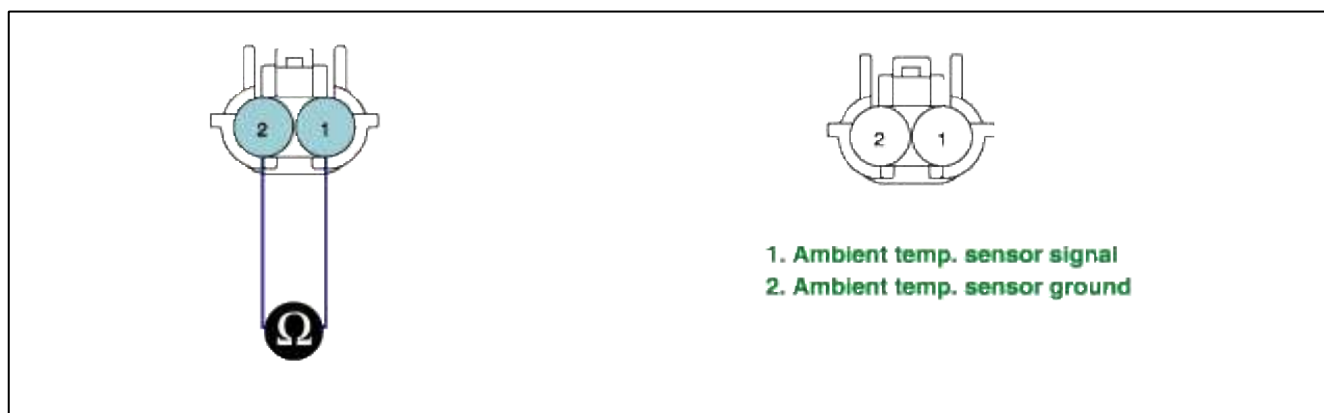 2 1
Ω
2 1
1. Ambient temp. sensor signal
2. Ambient temp. sensor ground